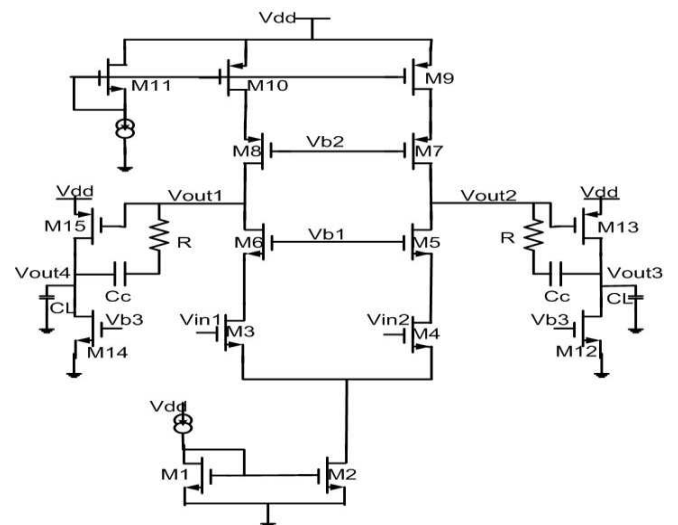 Vdd
M11
M10
M9
M8
Vb2
M7
Vdd
Vout1
Vout2
Vdd
M15
R
M6
Vb1
M5
R
M13
Vout4
Cc
Cc
Vout3
CL
Vb3
Vin1
M3
Vin2
M4
Vb3
CL
M14
M12
Vdd
M1
M2